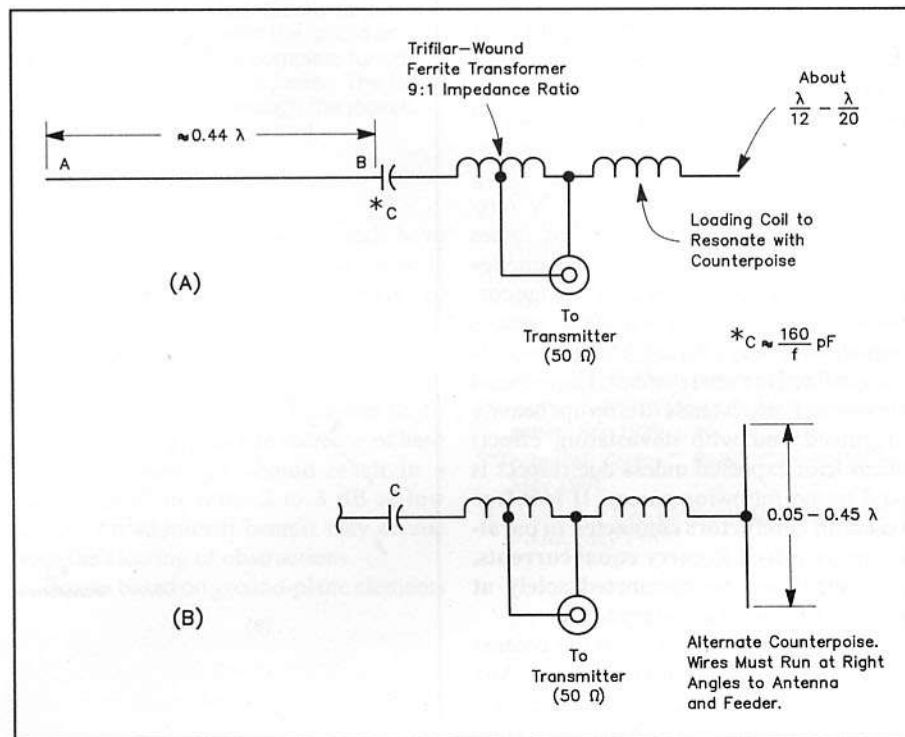 Trifilar-Wound
Ferrite Transformer
9:1 Impedance Ratio
About
λ/12 - λ/20
≈0.44 λ
A
B
*C
Loading Coil to
Resonate with
Counterpoise
(A)
To
Transmitter
(50 Ω)
*C ≈ 160/f pF
C
0.05-0.45 λ
(B)
To
Transmitter
(50 Ω)
Alternate Counterpoise.
Wires Must Run at Right
Angles to Antenna
and Feeder.